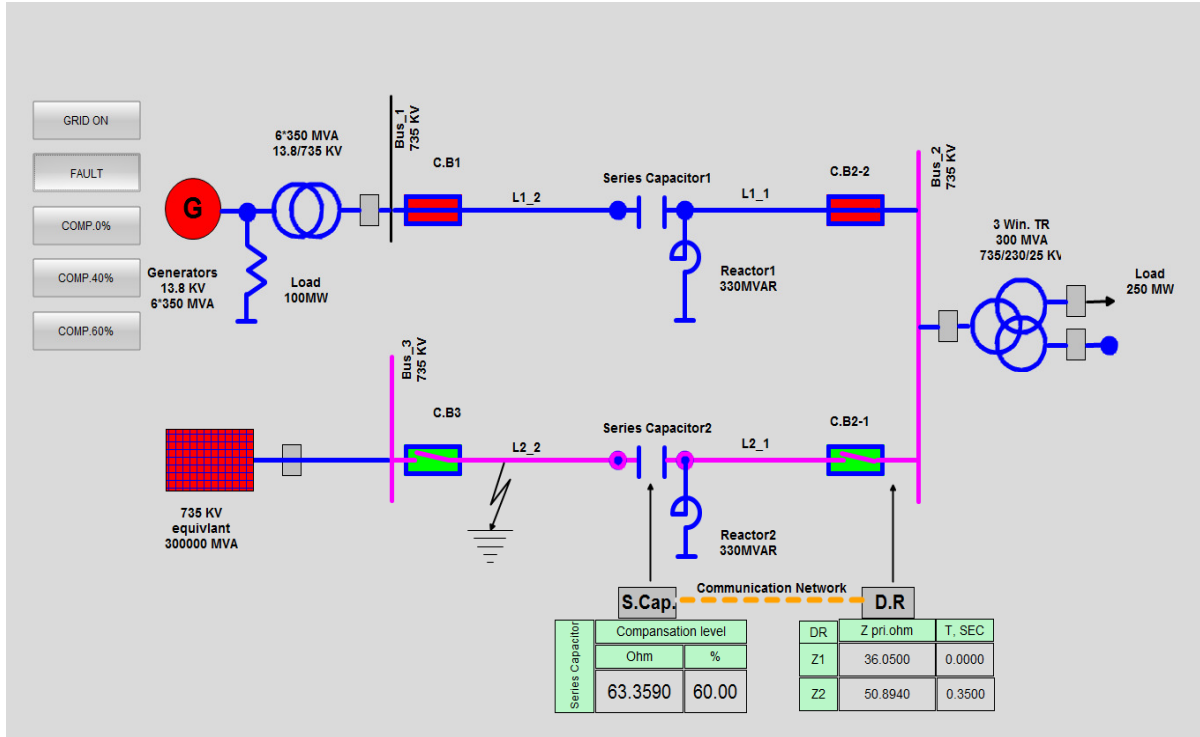 GRID ON
FAULT
COMP.0%
COMP.40%
COMP.60%
6*350 MVA
13.8/735 KV
Bus_1
735 KV
C.B1
L1_2
Series Capacitor1
L1_1
C.B2-2
Bus_2
735 KV
G
Generators
13.8 KV
6*350 MVA
Load
100MW
Reactor1
330MVAR
3 Win. TR
300 MVA
735/230/25 KV
Load
250 MW
Bus_3
735 KV
C.B3
L2_2
Series Capacitor2
L2_1
C.B2-1
735 KV
equivlant
300000 MVA
Reactor2
330MVAR
S.Cap.
Communication Network
D.R
Series Capacitor
Compansation level
Ohm %
63.3590 60.00
DR Z pri.ohm T, SEC
Z1 36.0500 0.0000
Z2 50.8940 0.3500